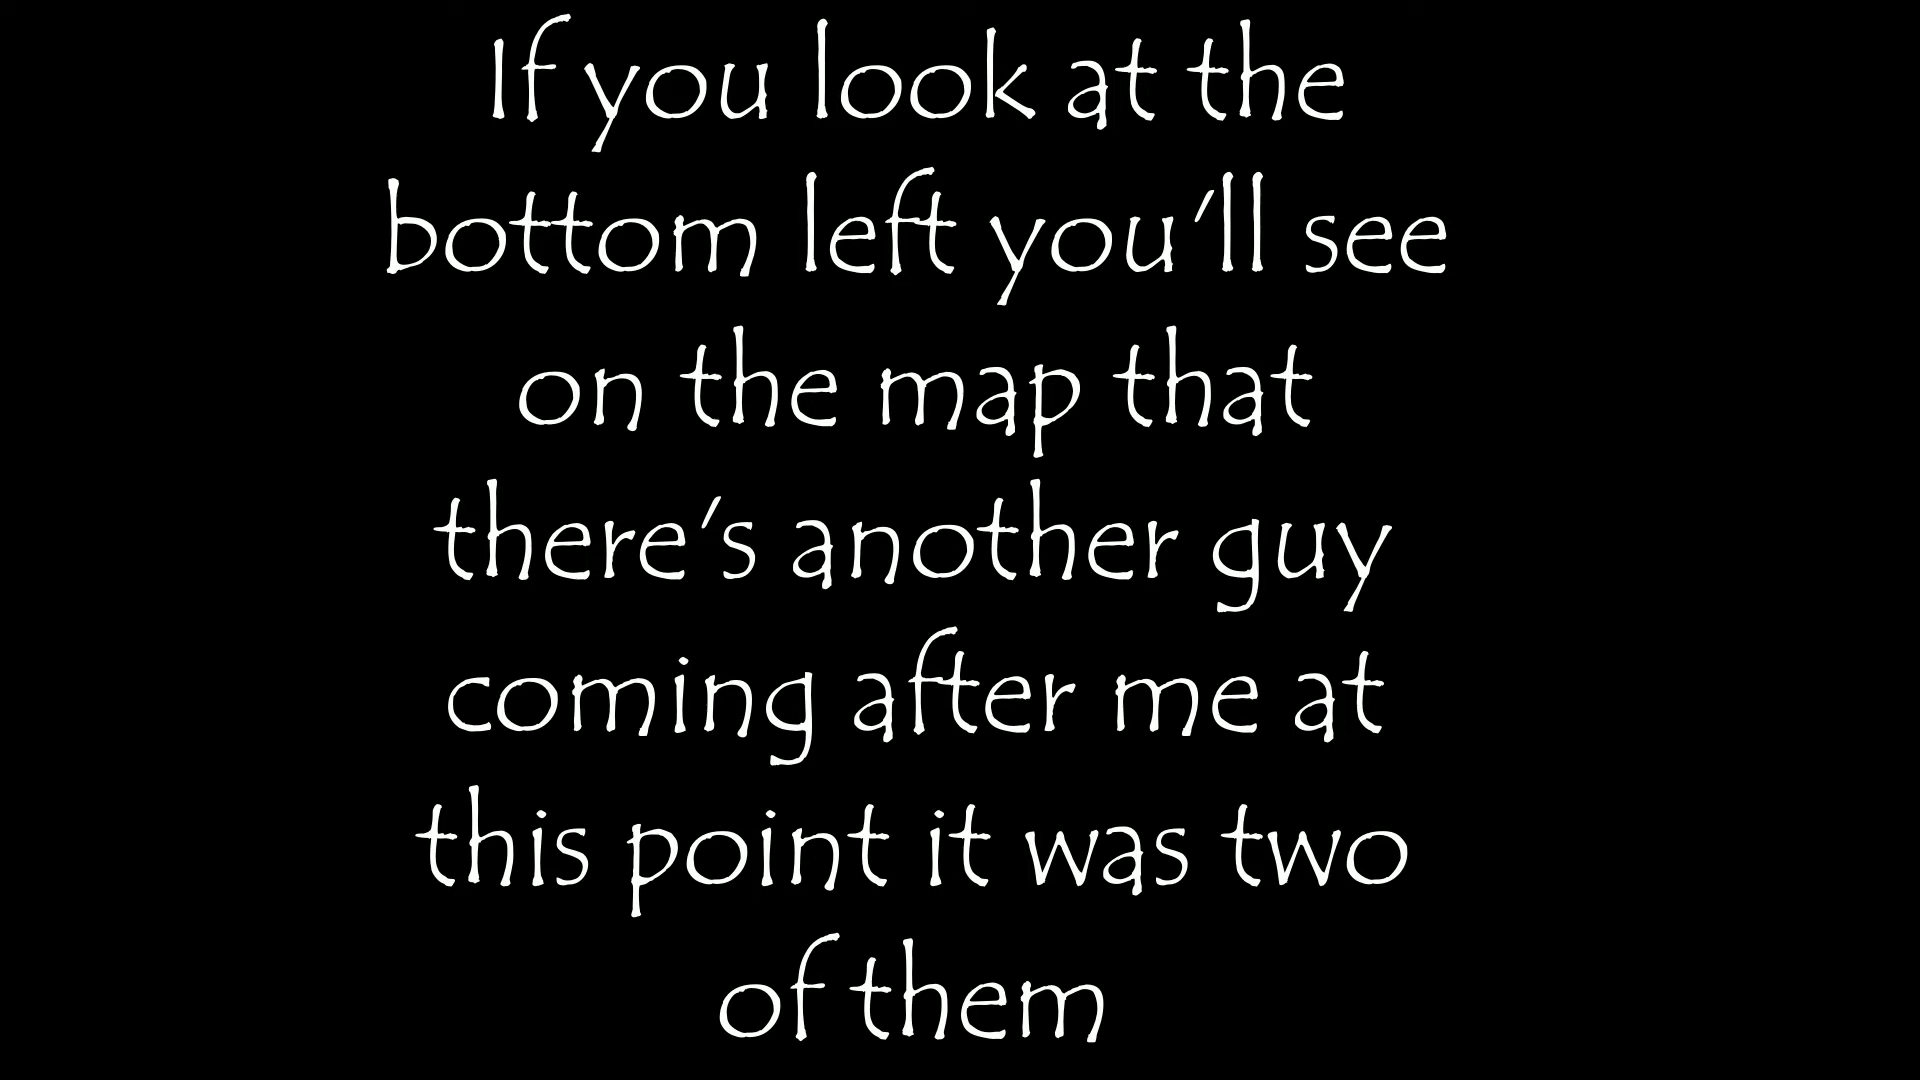 If you look at the
bottom left you'll see
on the map that
there's another guy
coming after me at
this point it was two
of them